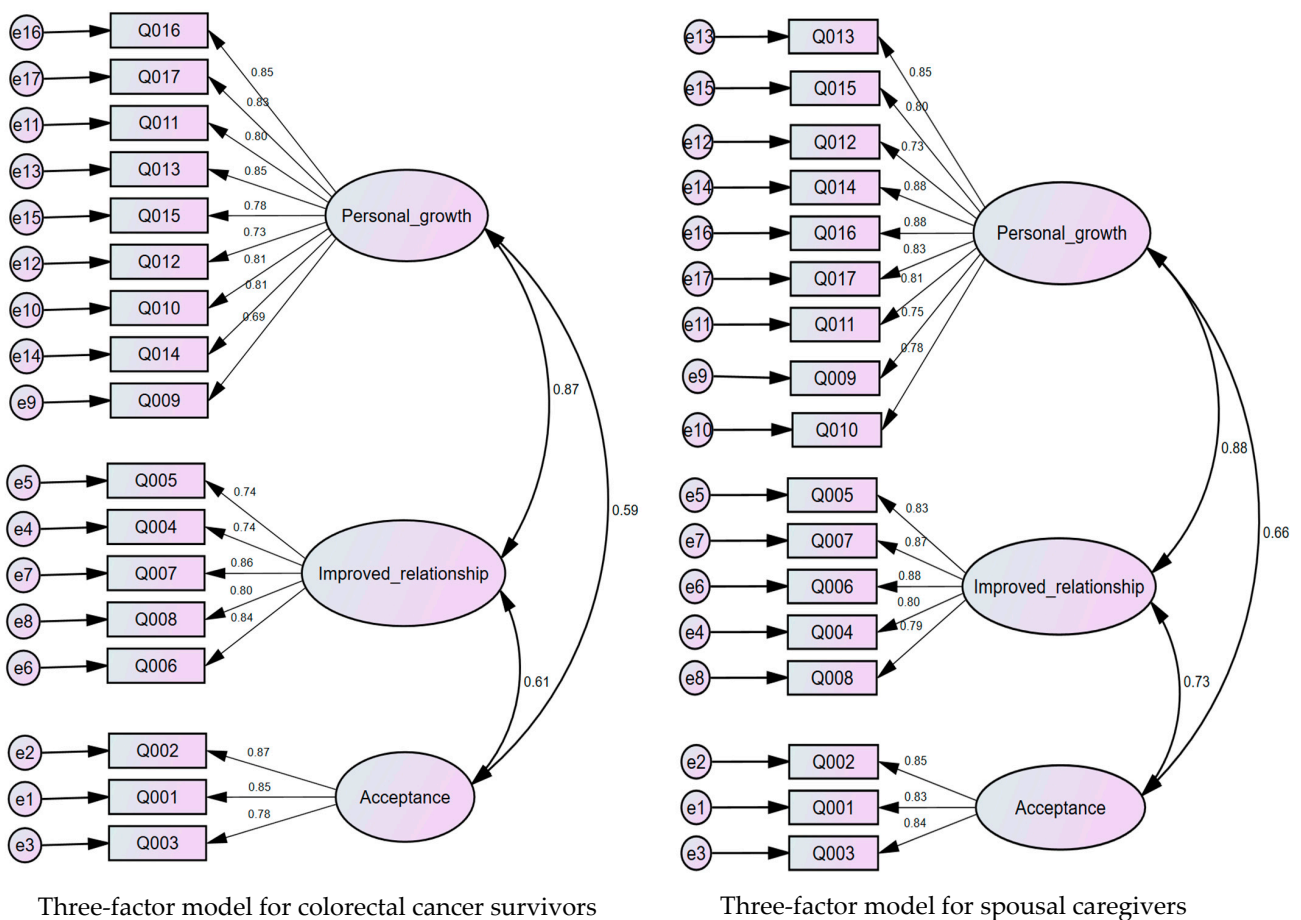 e16 Q016 0.85
e17 Q017 0.83
e11 Q011 0.80
e13 Q013 0.85
e15 Q015 0.78
e12 Q012 0.73
e10 Q010 0.81
e14 Q014 0.81
e9 Q009 0.69
Personal_growth
e5 Q005 0.74
e4 Q004 0.74
e7 Q007 0.86
e8 Q008 0.80
e6 Q006 0.84
Improved_relationship
e2 Q002 0.87
e1 Q001 0.85
e3 Q003 0.78
Acceptance
0.87
0.59
0.61
Three-factor model for colorectal cancer survivors
e13 Q013 0.85
e15 Q015 0.80
e12 Q012 0.73
e14 Q014 0.88
e16 Q016 0.88
e17 Q017 0.83
e11 Q011 0.81
e9 Q009 0.75
e10 Q010 0.78
Personal_growth
e5 Q005 0.83
e7 Q007 0.87
e6 Q006 0.88
e4 Q004 0.80
e8 Q008 0.79
Improved_relationship
e2 Q002 0.85
e1 Q001 0.83
e3 Q003 0.84
Acceptance
0.88
0.66
0.73
Three-factor model for spousal caregivers